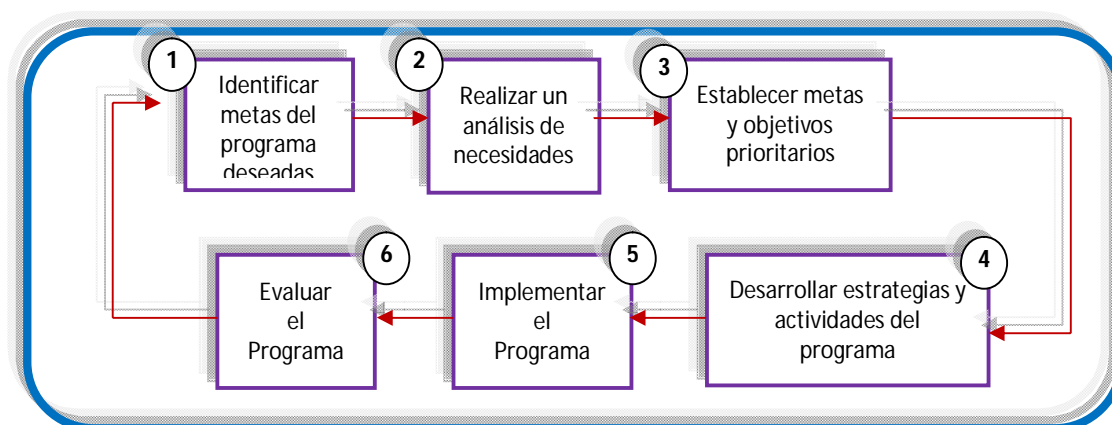 1
Identificar
metas del
programa
deseadas
2
Realizar un
análisis de
necesidades
3
Establecer metas
y objetivos
prioritarios
4
Desarrollar estrategias y
actividades del
programa
5
Implementar
el
Programa
6
Evaluar
el
Programa